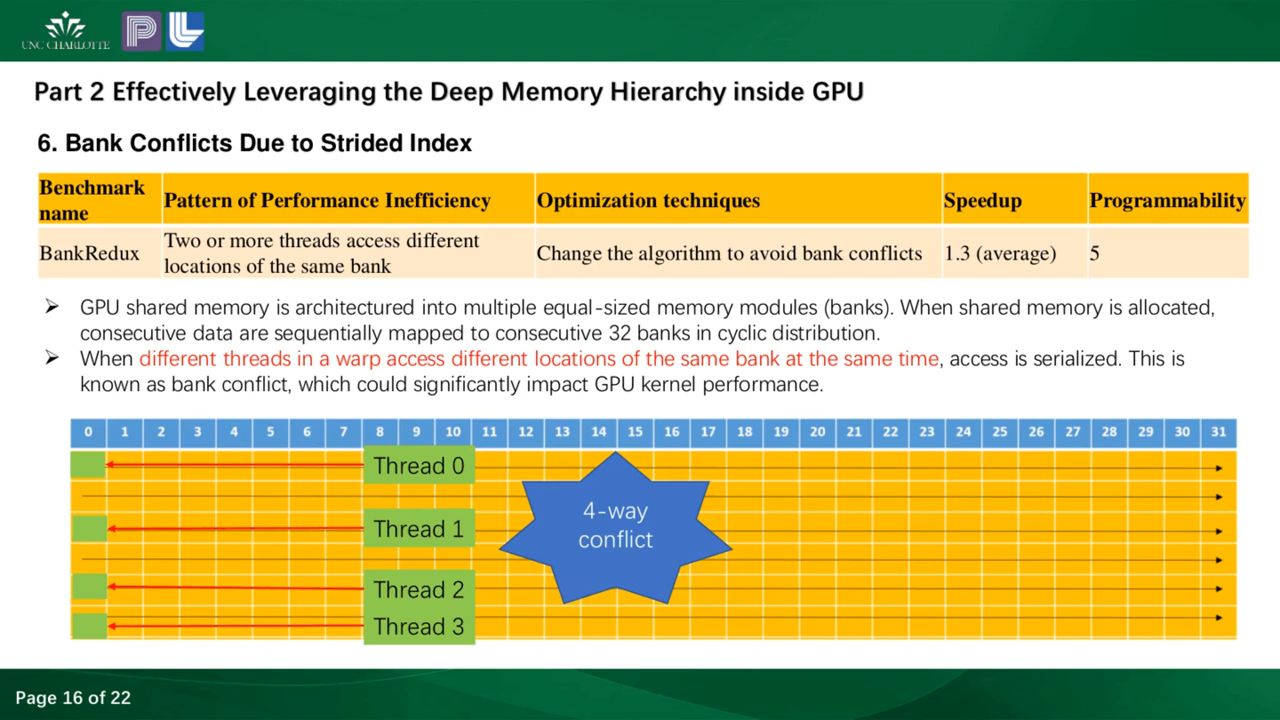 UNC CHARLOTTE
Part 2 Effectively Leveraging the Deep Memory Hierarchy inside GPU
6. Bank Conflicts Due to Strided Index
Benchmark name Pattern of Performance Inefficiency Optimization techniques Speedup Programmability
BankRedux Two or more threads access different locations of the same bank Change the algorithm to avoid bank conflicts 1.3 (average) 5
➢ GPU shared memory is architectured into multiple equal-sized memory modules (banks). When shared memory is allocated,
consecutive data are sequentially mapped to consecutive 32 banks in cyclic distribution.
➢ When different threads in a warp access different locations of the same bank at the same time, access is serialized. This is
known as bank conflict, which could significantly impact GPU kernel performance.
0 1 2 3 4 5 6 7 8 9 10 11 12 13 14 15 16 17 18 19 20 21 22 23 24 25 26 27 28 29 30 31
Thread 0
4-way
conflict
Thread 1
Thread 2
Thread 3
Page 16 of 22